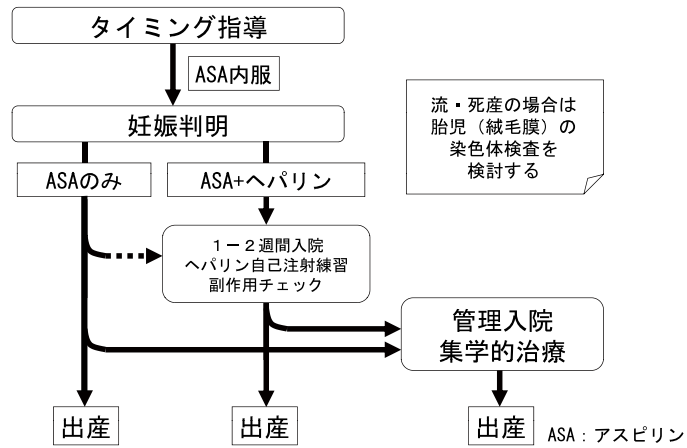 タイミング指導
ASA内服
妊娠判明
流・死産の場合は
胎児（絨毛膜）の
染色体検査を
検討する
ASAのみ
ASA+ヘパリン
１－２週間入院
ヘパリン自己注射練習
副作用チェック
管理入院
集学的治療
出産
出産
出産
ASA：アスピリン